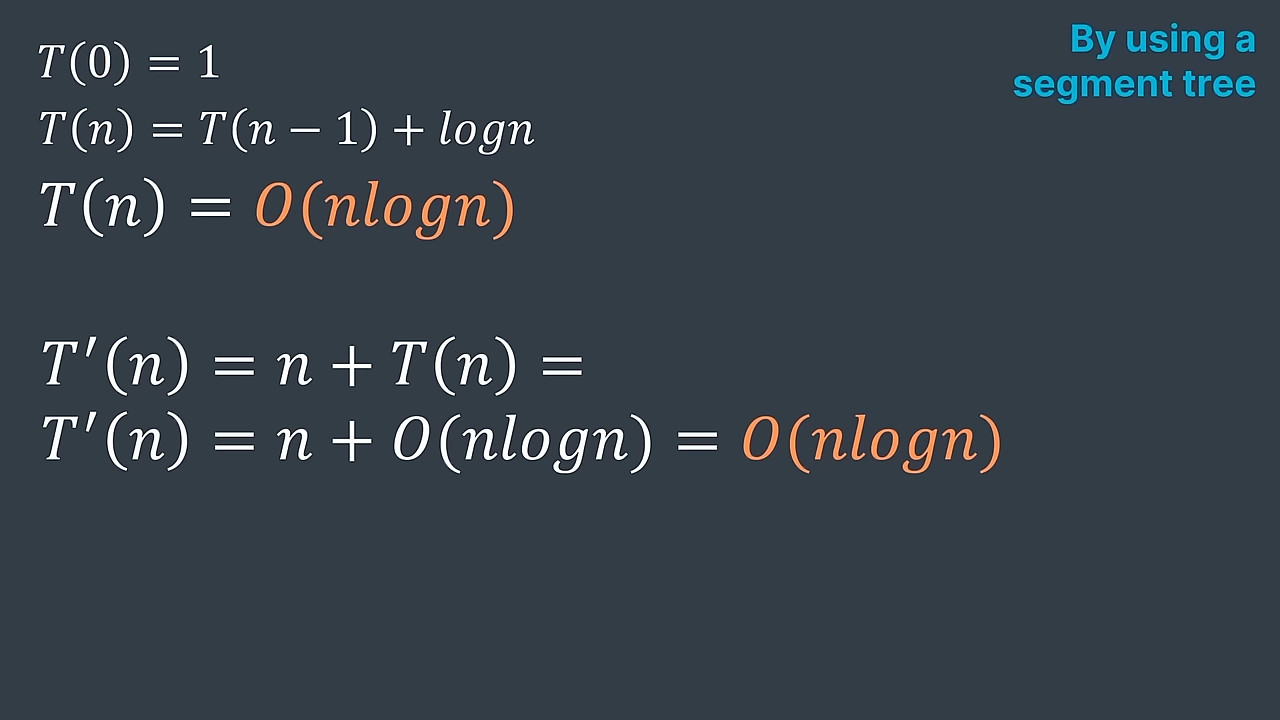 T(0) = 1
T(n) = T(n − 1) + logn
T(n) = O(nlogn)
T′(n) = n + T(n) =
T′(n) = n + O(nlogn) = O(nlogn)
By using a
segment tree